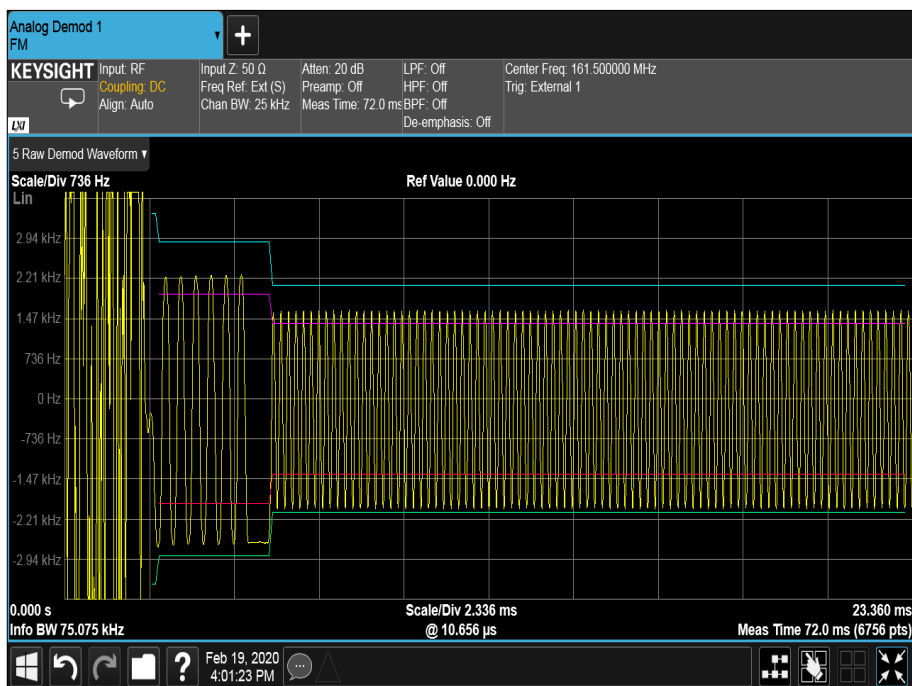 Analog Demod 1
FM
KEYSIGHT
LXI
Input: RF
Coupling: DC
Align: Auto
Input Z: 50 Ω
Freq Ref: Ext (S)
Chan BW: 25 kHz
Atten: 20 dB
Preamp: Off
Meas Time: 72.0 ms
LPF: Off
HPF: Off
BPF: Off
De-emphasis: Off
Center Freq: 161.500000 MHz
Trig: External 1
5 Raw Demod Waveform
Scale/Div 736 Hz
Ref Value 0.000 Hz
Lin
2.94 kHz
2.21 kHz
1.47 kHz
736 Hz
0 Hz
-736 Hz
-1.47 kHz
-2.21 kHz
-2.94 kHz
0.000 s
Scale/Div 2.336 ms
23.360 ms
Info BW 75.075 kHz
@ 10.656 µs
Meas Time 72.0 ms (6756 pts)
?
Feb 19, 2020
4:01:23 PM